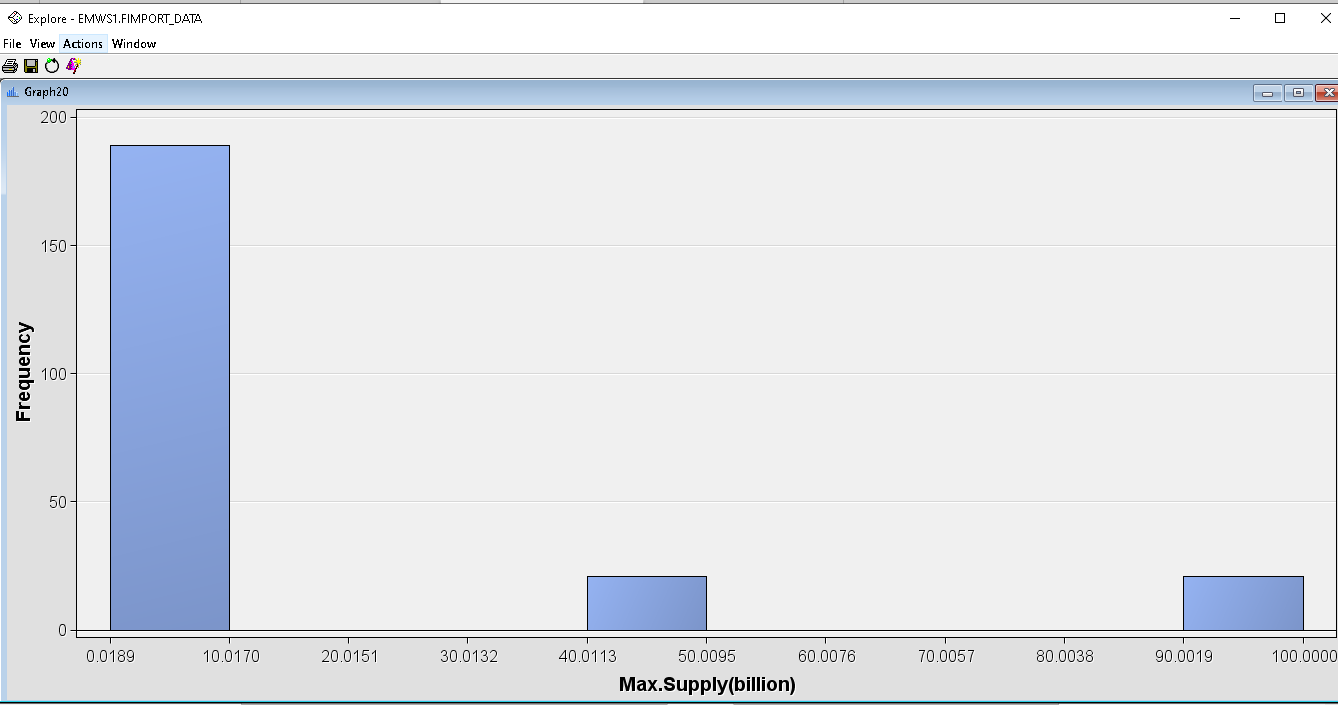 Explore - EMWS1.FIMPORT_DATA
File View Actions Window
Graph20
200
150
100
50
0
Frequency
0.0189 10.0170 20.0151 30.0132 40.0113 50.0095 60.0076 70.0057 80.0038 90.0019 100.0000
Max.Supply(billion)